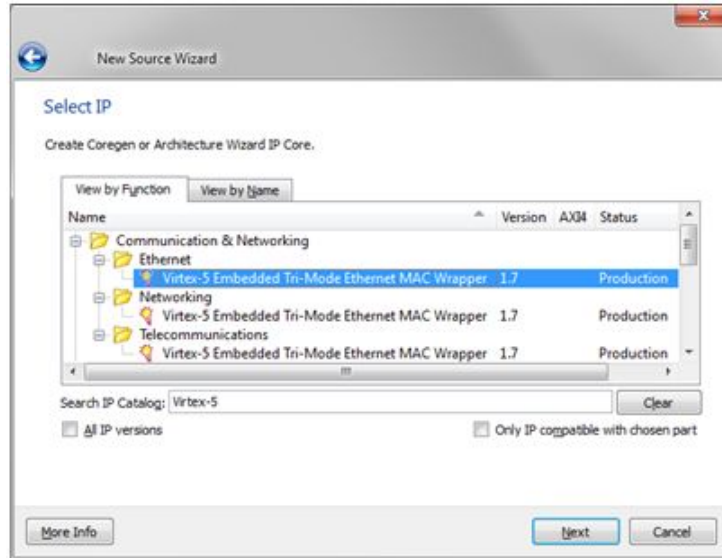 New Source Wizard
Select IP
Create Coregen or Architecture Wizard IP Core.
View by Function View by Name
Name Version AXI4 Status
Communication & Networking
Ethernet
Virtex-5 Embedded Tri-Mode Ethernet MAC Wrapper 1.7 Production
Networking
Virtex-5 Embedded Tri-Mode Ethernet MAC Wrapper 1.7 Production
Telecommunications
Virtex-5 Embedded Tri-Mode Ethernet MAC Wrapper 1.7 Production
Search IP Catalog: Virtex-5 Clear
All IP versions Only IP compatible with chosen part
More Info Next Cancel